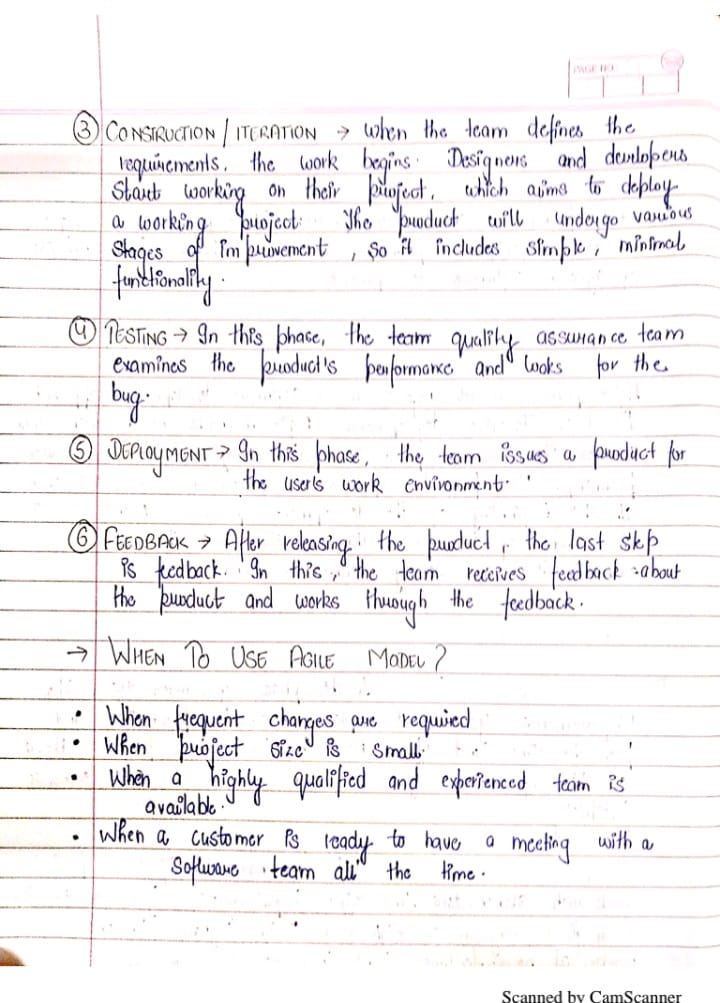 PAGE NO.
③ CONSTRUCTION / ITERATION → when the team defines the
requirements, the work begins. Designers and developers
Start working on their project, which aims to deploy
a working project. The product will undergo various
Stages of improvement, So it includes simple, minimal
functionality.
④ TESTING → In this phase, the team quality assurance team
examines the product's performance and looks for the
bug.
⑤ DEPLOYMENT → In this phase, the team issues a product for
the user's work environment.
⑥ FEEDBACK → After releasing the product, the last step
is feedback. In this, the team receives feedback about
the product and works through the feedback.
→ WHEN TO USE AGILE MODEL?
• When frequent changes are required
• When project size is small.
• When a highly qualified and experienced team is
available.
• When a customer is ready to have a meeting with a
Software team all the time.
Scanned by CamScanner